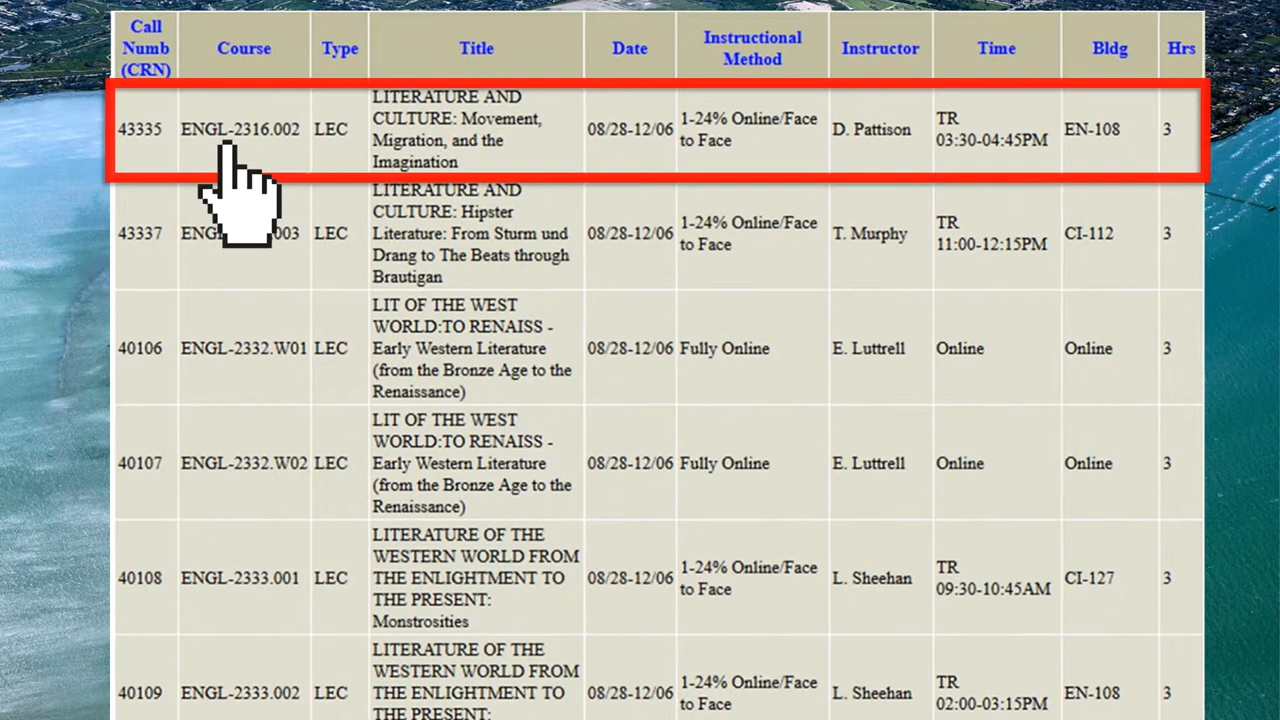 Call
Numb
(CRN)
Course
Type
Title
Date
Instructional
Method
Instructor
Time
Bldg
Hrs
43335
ENGL-2316.002
LEC
LITERATURE AND
CULTURE: Movement,
Migration, and the
Imagination
08/28-12/06
1-24% Online/Face
to Face
D. Pattison
TR
03:30-04:45PM
EN-108
3
43337
003
LEC
LITERATURE AND
CULTURE: Hipster
Literature: From Sturm und
Drang to The Beats through
Brautigan
08/28-12/06
1-24% Online/Face
to Face
T. Murphy
TR
11:00-12:15PM
CI-112
3
40106
ENGL-2332.W01
LEC
LIT OF THE WEST
WORLD:TO RENAISS -
Early Western Literature
(from the Bronze Age to the
Renaissance)
08/28-12/06
Fully Online
E. Luttrell
Online
Online
3
40107
ENGL-2332.W02
LEC
LIT OF THE WEST
WORLD:TO RENAISS -
Early Western Literature
(from the Bronze Age to the
Renaissance)
08/28-12/06
Fully Online
E. Luttrell
Online
Online
3
40108
ENGL-2333.001
LEC
LITERATURE OF THE
WESTERN WORLD FROM
THE ENLIGHTMENT TO
THE PRESENT:
Monstrosities
08/28-12/06
1-24% Online/Face
to Face
L. Sheehan
TR
09:30-10:45AM
CI-127
3
40109
ENGL-2333.002
LEC
LITERATURE OF THE
WESTERN WORLD FROM
THE ENLIGHTMENT TO
THE PRESENT:
08/28-12/06
1-24% Online/Face
to Face
L. Sheehan
TR
02:00-03:15PM
EN-108
3